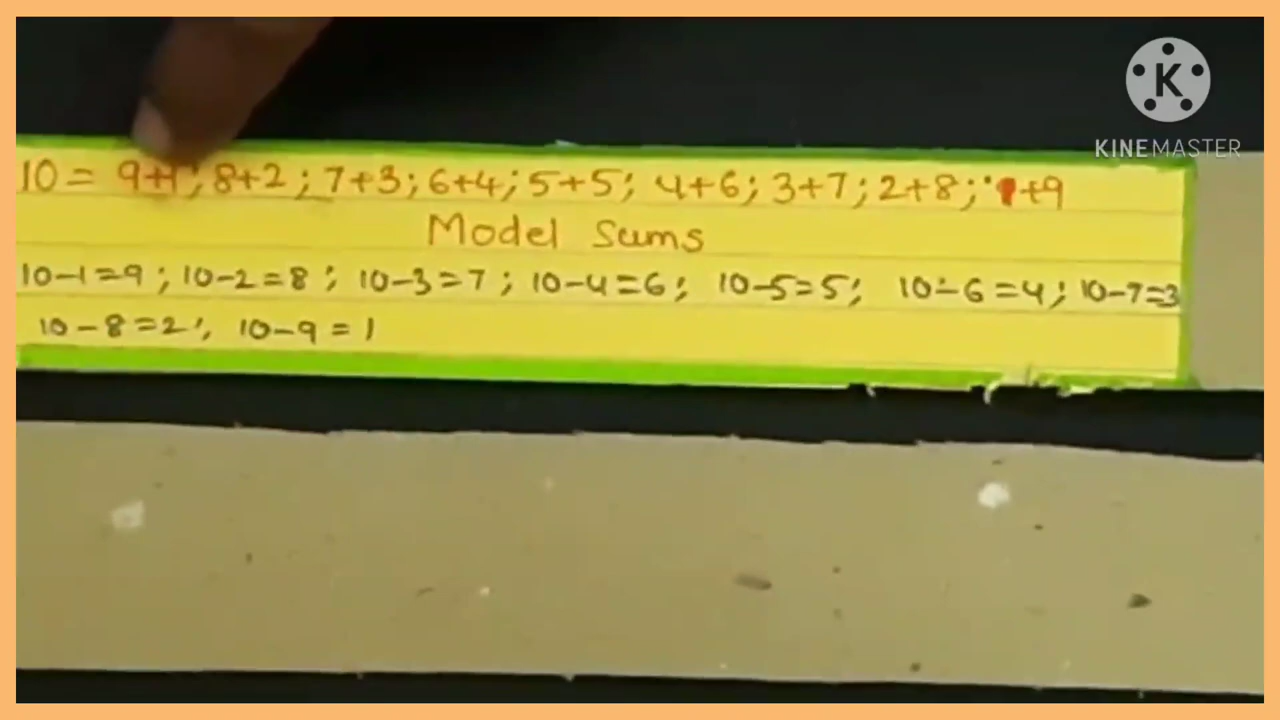 KINEMASTER
10 = 9+1; 8+2; 7+3; 6+4; 5+5; 4+6; 3+7; 2+8; 1+9
Model Sums
10-1=9; 10-2=8; 10-3=7; 10-4=6; 10-5=5; 10-6=4; 10-7=3
10-8=2; 10-9=1